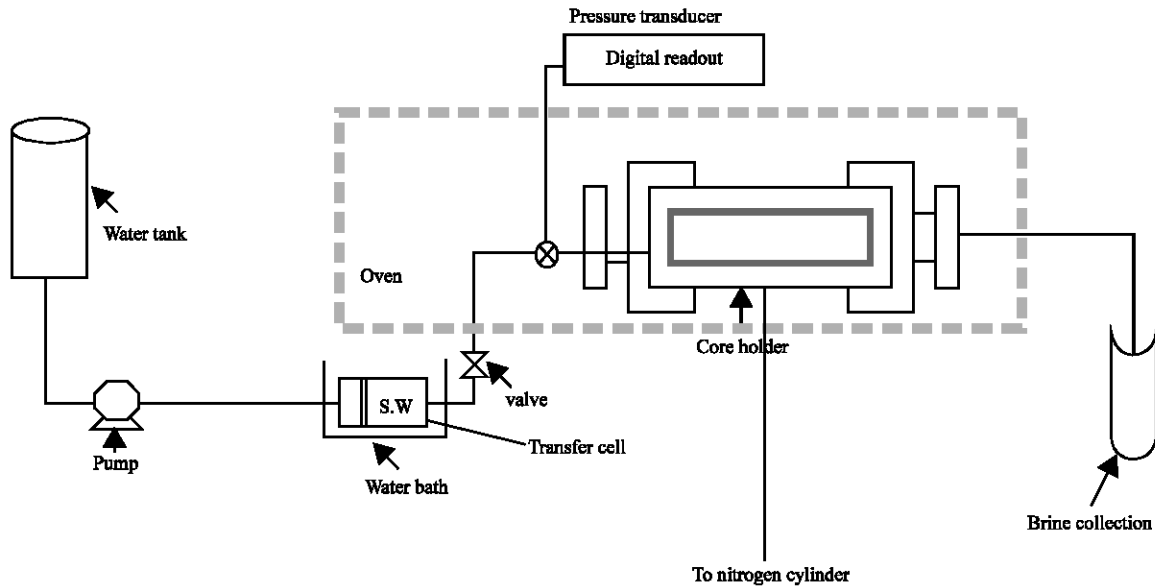 Pressure transducer
Digital readout
Water tank
Oven
Core holder
valve
S.W
Transfer cell
Pump
Water bath
Brine collection
To nitrogen cylinder